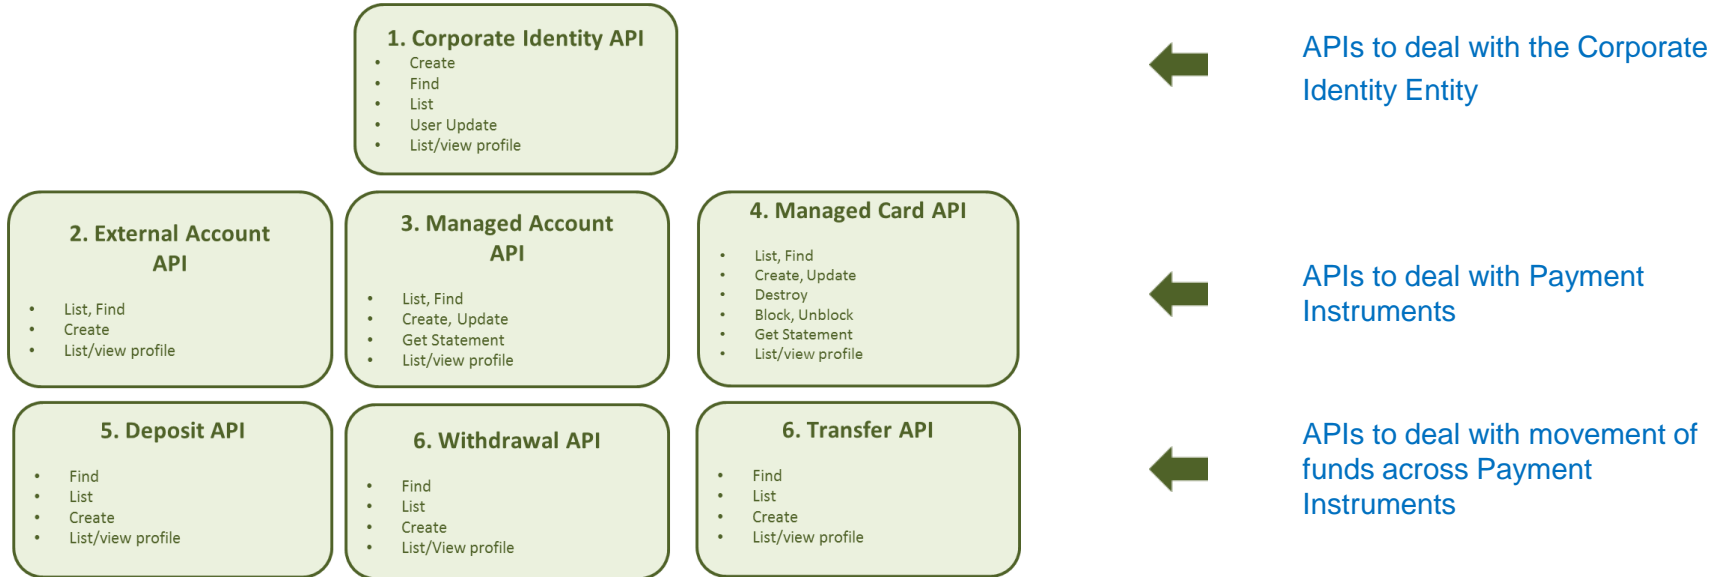 1. Corporate Identity API
• Create
• Find
• List
• User Update
• List/view profile
APIs to deal with the Corporate
Identity Entity
2. External Account
API
• List, Find
• Create
• List/view profile
3. Managed Account
API
• List, Find
• Create, Update
• Get Statement
• List/view profile
4. Managed Card API
• List, Find
• Create, Update
• Destroy
• Block, Unblock
• Get Statement
• List/view profile
APIs to deal with Payment
Instruments
5. Deposit API
• Find
• List
• Create
• List/view profile
6. Withdrawal API
• Find
• List
• Create
• List/View profile
6. Transfer API
• Find
• List
• Create
• List/view profile
APIs to deal with movement of
funds across Payment
Instruments